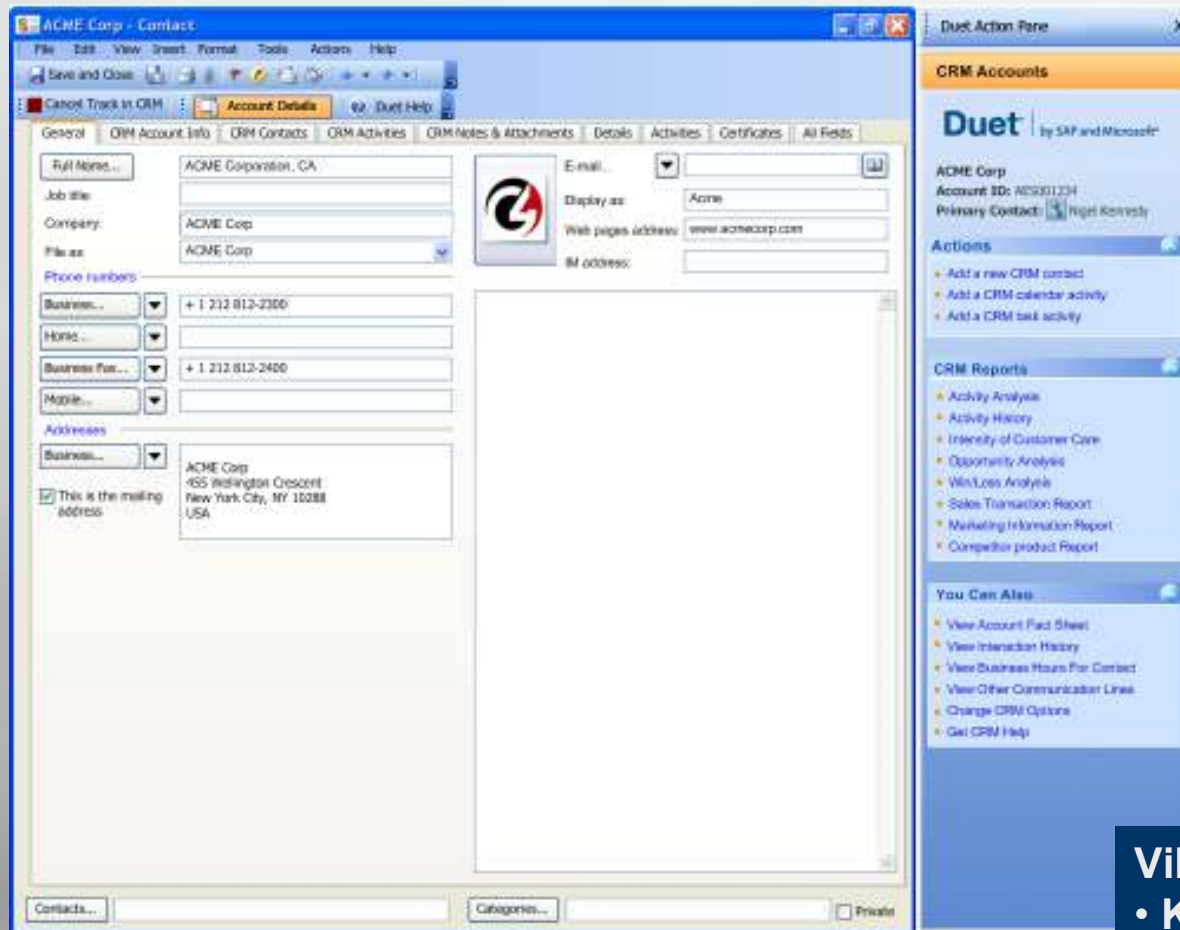 ACME Corp - Contact
File Edit View Insert Format Tools Actions Help
Save and Close
Cancel Track in CRM Account Details Duet Help
General CRM Account Info CRM Contacts CRM Activities CRM Notes & Attachments Details Activities Certificates All Fields
Full Name... ACME Corporation, CA
Job title:
Company: ACME Corp
File as: ACME Corp
E-mail...
Display as: Acme
Web pages address: www.acmecorp.com
IM address:
Phone numbers
Business... + 1 212 812-2300
Home...
Business Fax... + 1 212 812-2400
Mobile...
Addresses
Business...
ACME Corp
455 Wellington Crescent
New York City, NY 10288
USA
This is the mailing
address
Contacts... Categories... Private
Duet Action Pane X
CRM Accounts
Duet by SAP and Microsoft
ACME Corp
Account ID:
Primary Contact: Nigel Kennedy
Actions
Add a new CRM contact
Add a CRM calendar activity
Add a CRM task activity
CRM Reports
Activity Analysis
Activity History
Intensity of Customer Care
Opportunity Analysis
Win/Loss Analysis
Sales Transaction Report
Marketing Information Report
Competitor product Report
You Can Also
View Account Fact Sheet
View Interaction History
View Business Hours For Contact
View Other Communication Lines
Change CRM Options
Get CRM Help